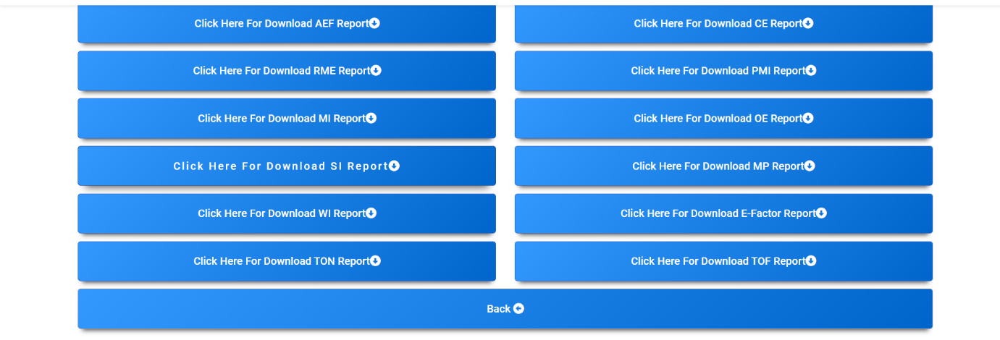 Click Here For Download AEF Report
Click Here For Download CE Report
Click Here For Download RME Report
Click Here For Download PMI Report
Click Here For Download MI Report
Click Here For Download OE Report
Click Here For Download SI Report
Click Here For Download MP Report
Click Here For Download WI Report
Click Here For Download E-Factor Report
Click Here For Download TON Report
Click Here For Download TOF Report
Back